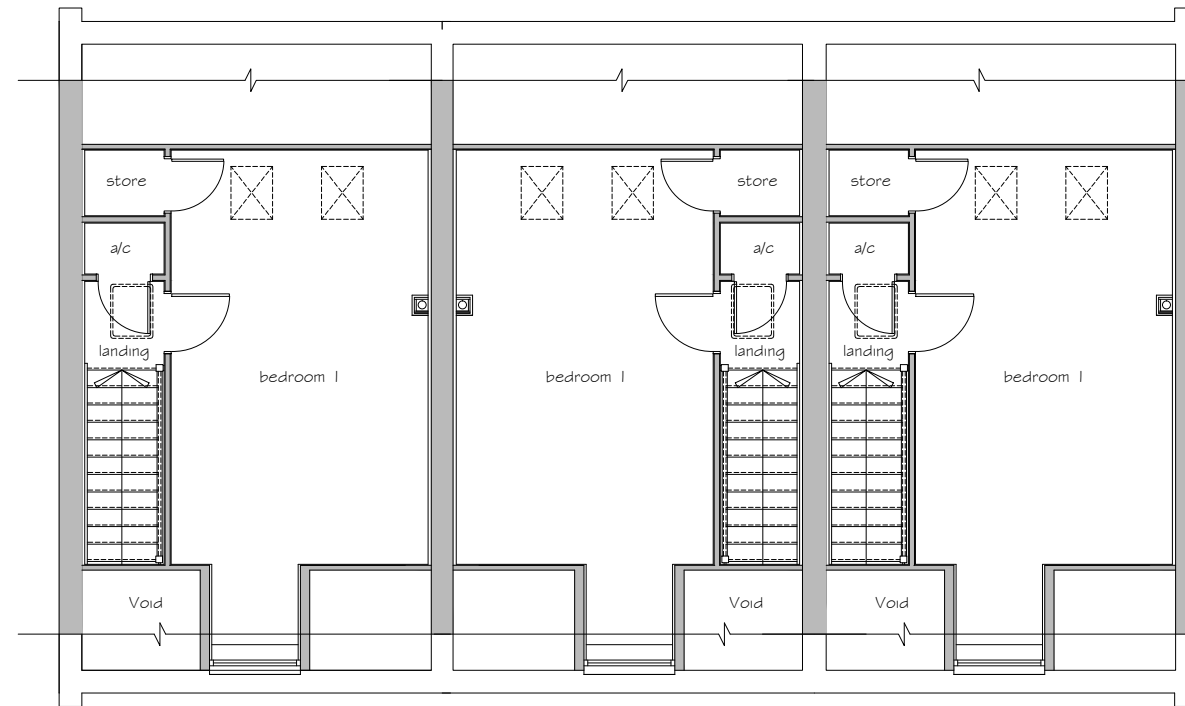 store
store
store
a/c
a/c
a/c
landing
landing
landing
bedroom 1
bedroom 1
bedroom 1
Void
Void
Void